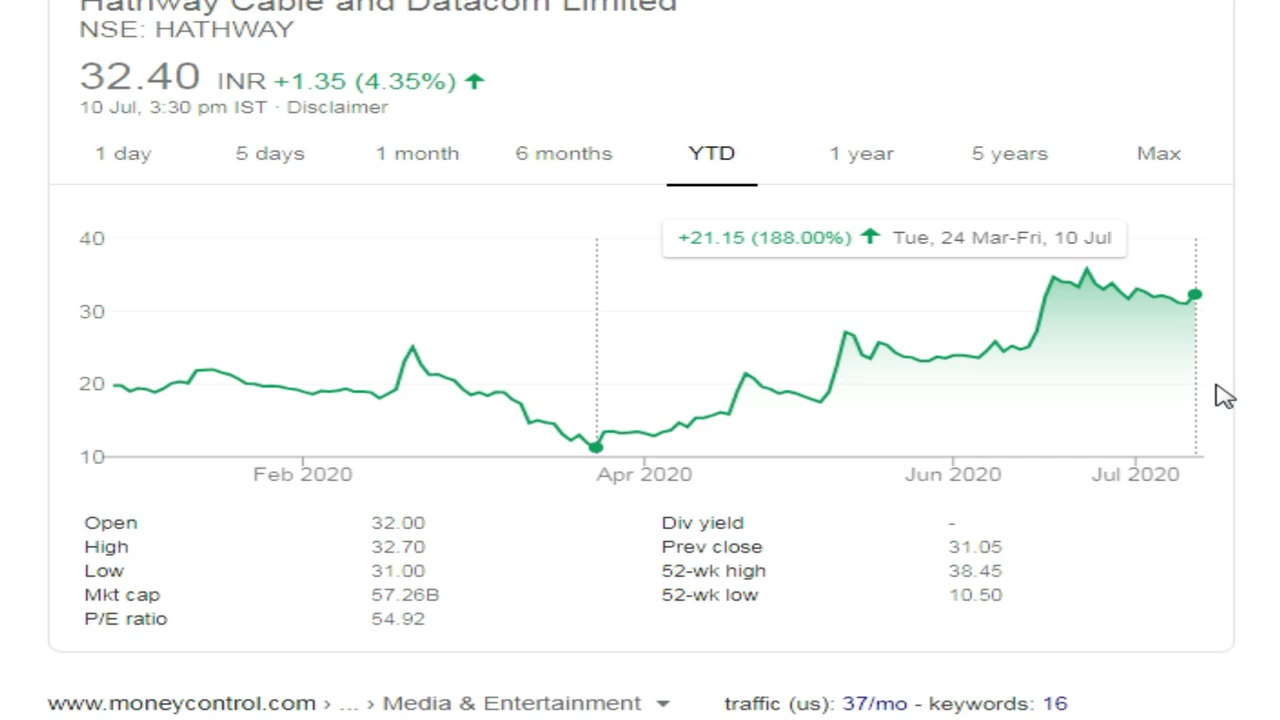 Hathway Cable and Datacom Limited
NSE: HATHWAY
32.40 INR +1.35 (4.35%)
10 Jul, 3:30 pm IST · Disclaimer
1 day 5 days 1 month 6 months YTD 1 year 5 years Max
+21.15 (188.00%) Tue, 24 Mar-Fri, 10 Jul
40
30
20
10
Feb 2020 Apr 2020 Jun 2020 Jul 2020
Open 32.00 Div yield -
High 32.70 Prev close 31.05
Low 31.00 52-wk high 38.45
Mkt cap 57.26B 52-wk low 10.50
P/E ratio 54.92
www.moneycontrol.com › ... › Media & Entertainment traffic (us): 37/mo - keywords: 16